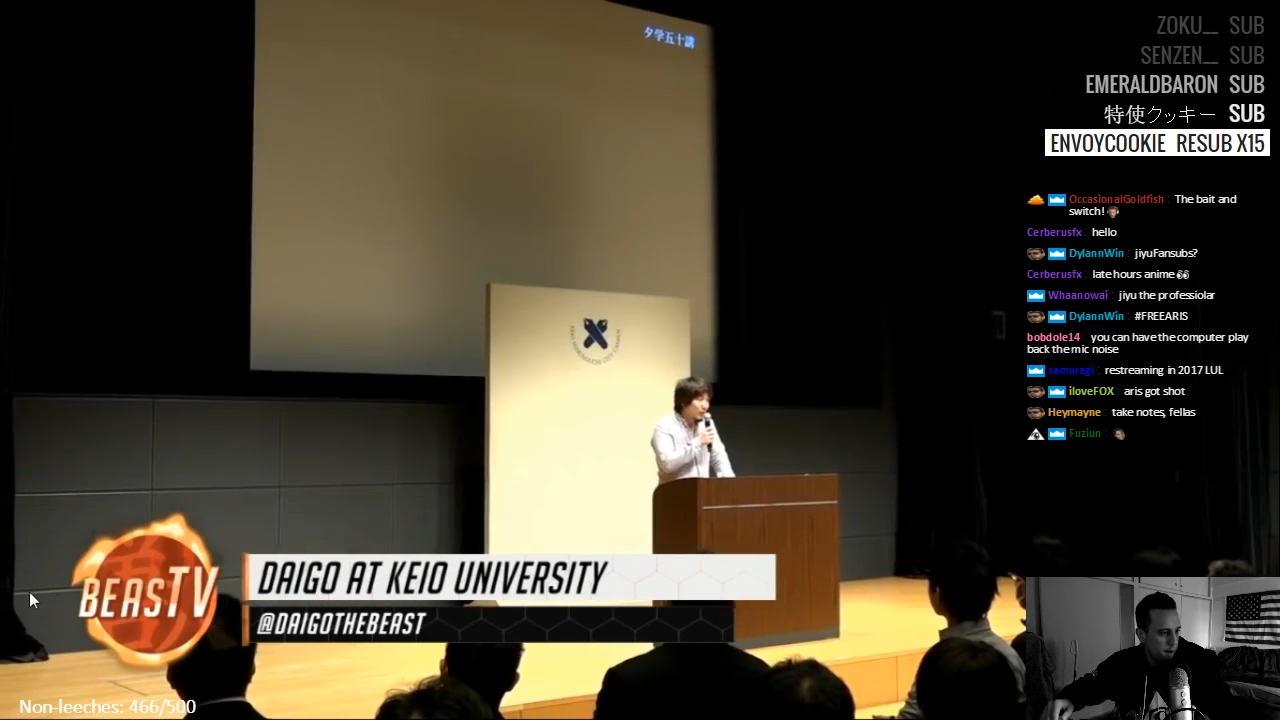 夕学五十講
ZOKU__ SUB
SENZEN__ SUB
EMERALDBARON SUB
特使クッキー SUB
ENVOYCOOKIE RESUB X15
OccasionalGoldfish : The bait and
switch!
Cerberusfx : hello
DylannWin : jiyuFansubs?
Cerberusfx : late hours anime
Whaanowai : jiyu the professiolar
DylannWin : #FREEARIS
bobdole14 : you can have the computer play
back the mic noise
samuragi : restreaming in 2017 LUL
iloveFOX : aris got shot
Heymayne : take notes, fellas
Fuziun :
BEASTV
DAIGO AT KEIO UNIVERSITY
@DAIGOTHEBEAST
Non-leeches: 466/500